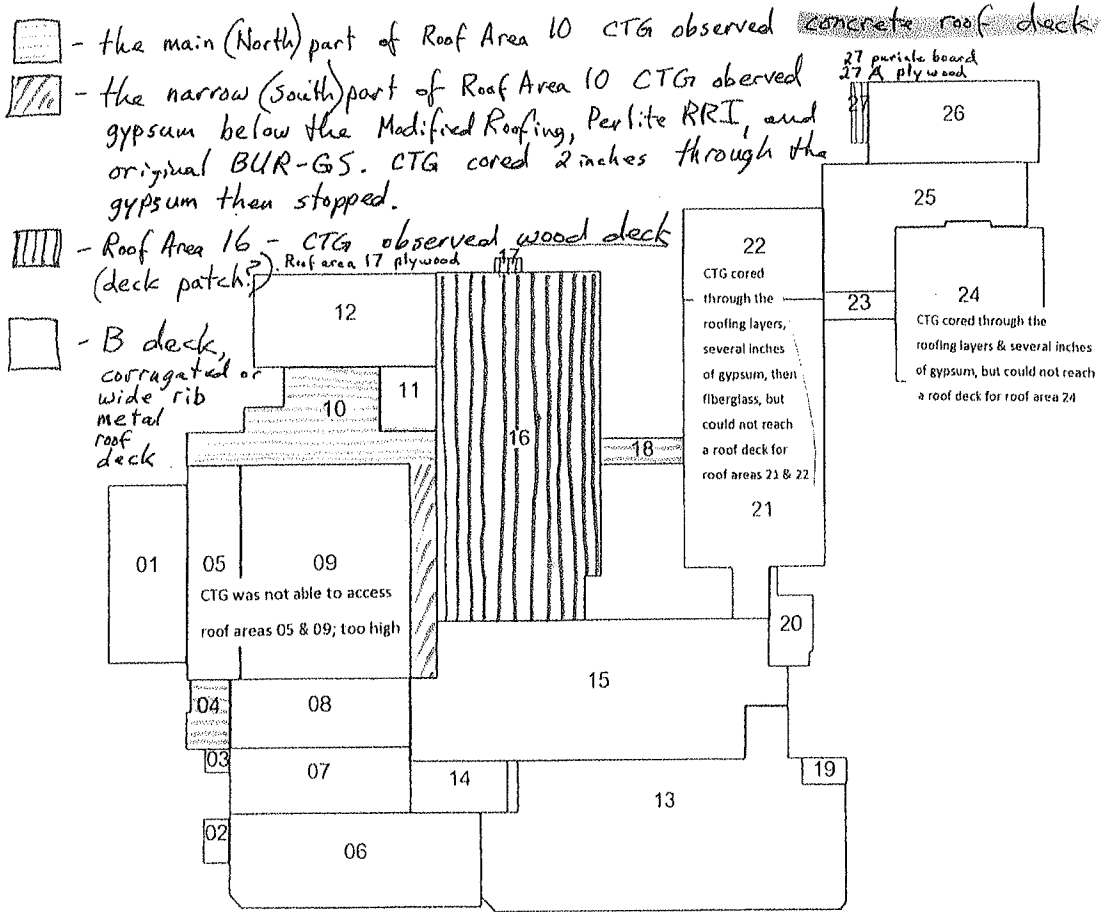 - the main (North) part of Roof Area 10 CTG observed concrete roof deck
- the narrow (South) part of Roof Area 10 CTG oberved
gypsum below the Modified Roofing, Perlite RRI, and
original BUR-GS. CTG cored 2 inches through the
gypsum then stopped.
- Roof Area 16 - CTG observed wood deck
(deck patch?)
- B deck,
corrugated or
wide rib
metal
roof
deck
27 puricle board
27 A plywood
27
26
25
Roof area 17 plywood
17
22
CTG cored
through the
roofing layers,
several inches
of gypsum, then
fiberglass, but
could not reach
a roof deck for
roof areas 21 & 22
21
23
24
CTG cored through the
roofing layers & several inches
of gypsum, but could not reach
a roof deck for roof area 24
12
11
10
16
18
01
05
09
CTG was not able to access
roof areas 05 & 09; too high
20
15
04
08
03
07
14
19
13
02
06